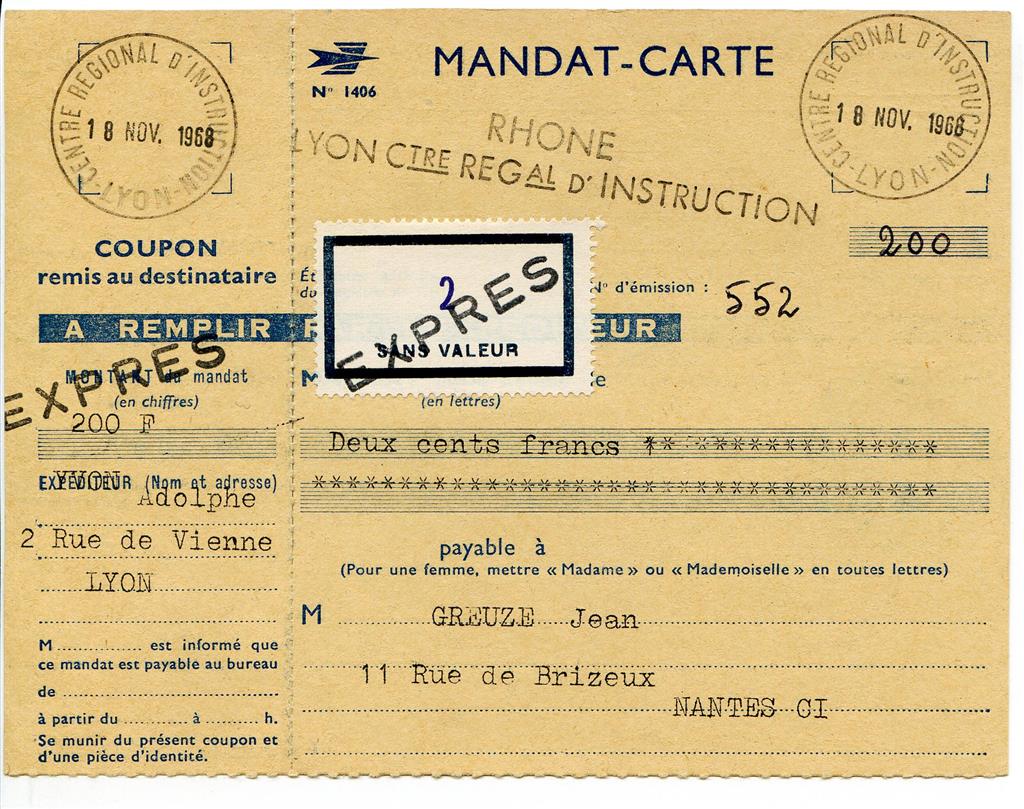 CENTRE REGIONAL D'INSTRUCTION -LYON-
18 NOV. 1968
COUPON
remis au destinataire
A REMPLIR
EXPRES
MONTANT du mandat
(en chiffres)
200 F
EXPÉDITEUR (Nom et adresse)
YVON
Adolphe
2 Rue de Vienne
LYON
M ............ est informé que
ce mandat est payable au bureau
de
à partir du ............ à ......... h.
Se munir du présent coupon et
d'une pièce d'identité.
MANDAT-CARTE
N° 1406
CENTRE REGIONAL D'INSTRUCTION -LYON-
18 NOV. 1968
RHONE
LYON CTRE REGAL D'INSTRUCTION
200
N° d'émission : 552
2
EXPRES
SANS VALEUR
EUR
(en lettres)
Deux cents francs *** *************
************************************
payable à
(Pour une femme, mettre « Madame » ou « Mademoiselle » en toutes lettres)
M GREUZE Jean
11 Rue de Brizeux
NANTES CI